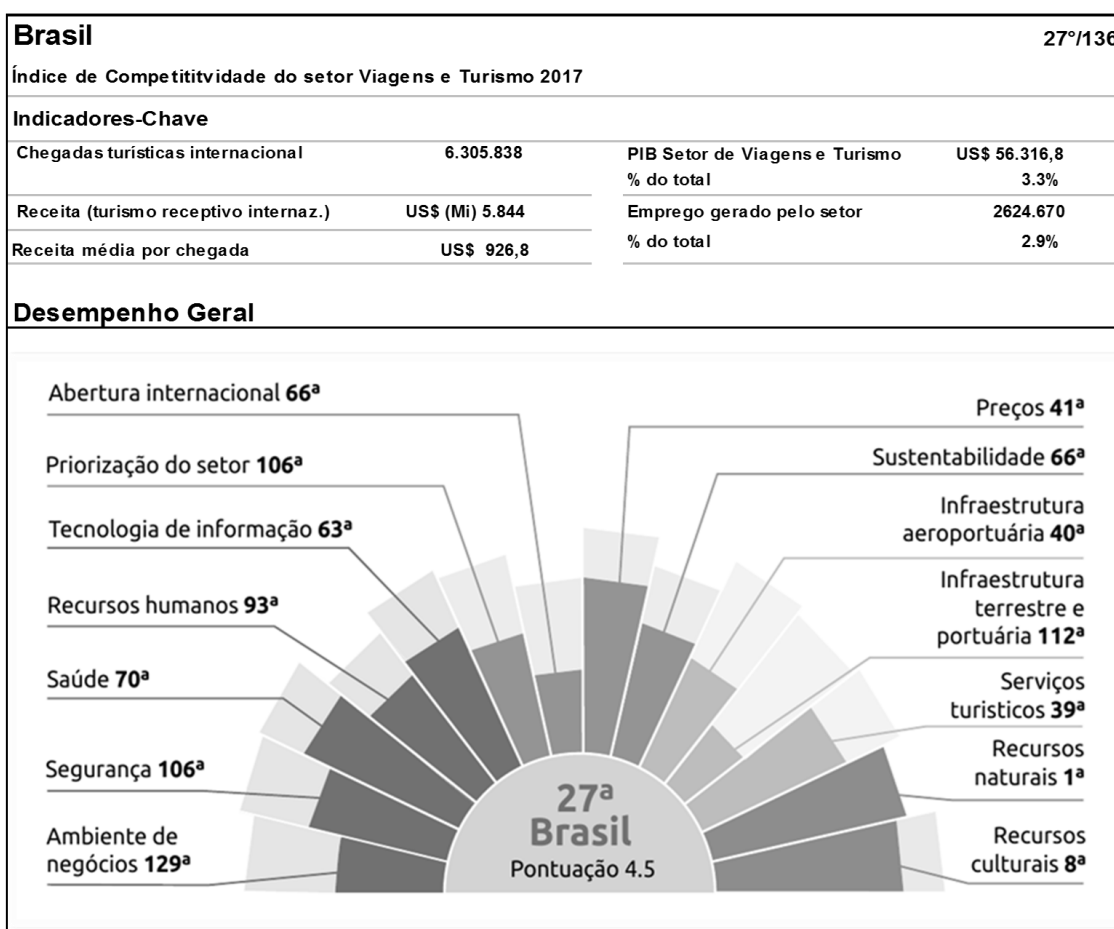 Brasil 27°/136
Índice de Competititvidade do setor Viagens e Turismo 2017
Indicadores-Chave
Chegadas turísticas internacional 6.305.838
PIB Setor de Viagens e Turismo US$ 56.316,8
% do total 3.3%
Receita (turismo receptivo internaz.) US$ (Mi) 5.844
Emprego gerado pelo setor 2624.670
Receita média por chegada US$ 926,8
% do total 2.9%
Desempenho Geral
Abertura internacional 66ª
Priorização do setor 106ª
Tecnologia de informação 63ª
Recursos humanos 93ª
Saúde 70ª
Segurança 106ª
Ambiente de
negócios 129ª
Preços 41ª
Sustentabilidade 66ª
Infraestrutura
aeroportuária 40ª
Infraestrutura
terrestre e
portuária 112ª
Serviços
turisticos 39ª
Recursos
naturais 1ª
Recursos
culturais 8ª
27ª
Brasil
Pontuação 4.5